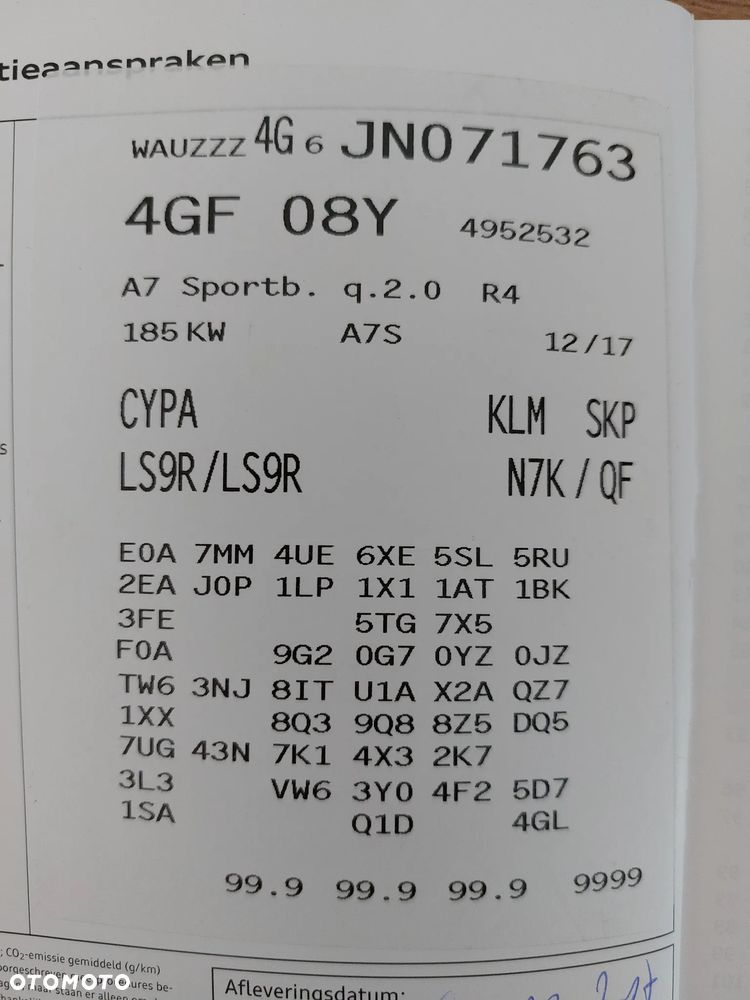 tieaanspraken
WAUZZZ 4G 6 JN071763
4GF 08Y 4952532
A7 Sportb. q.2.0 R4
185 KW A7S 12/17
CYPA KLM SKP
LS9R/LS9R N7K / QF
E0A 7MM 4UE 6XE 5SL 5RU
2EA J0P 1LP 1X1 1AT 1BK
3FE 5TG 7X5
F0A 9G2 0G7 0YZ 0JZ
TW6 3NJ 8IT U1A X2A QZ7
1XX 8Q3 9Q8 8Z5 DQ5
7UG 43N 7K1 4X3 2K7
3L3 VW6 3Y0 4F2 5D7
1SA Q1D 4GL
99.9 99.9 99.9 9999
; CO2-emissie gemiddeld (g/km)
Afleveringsdatum:
OTOMOTO